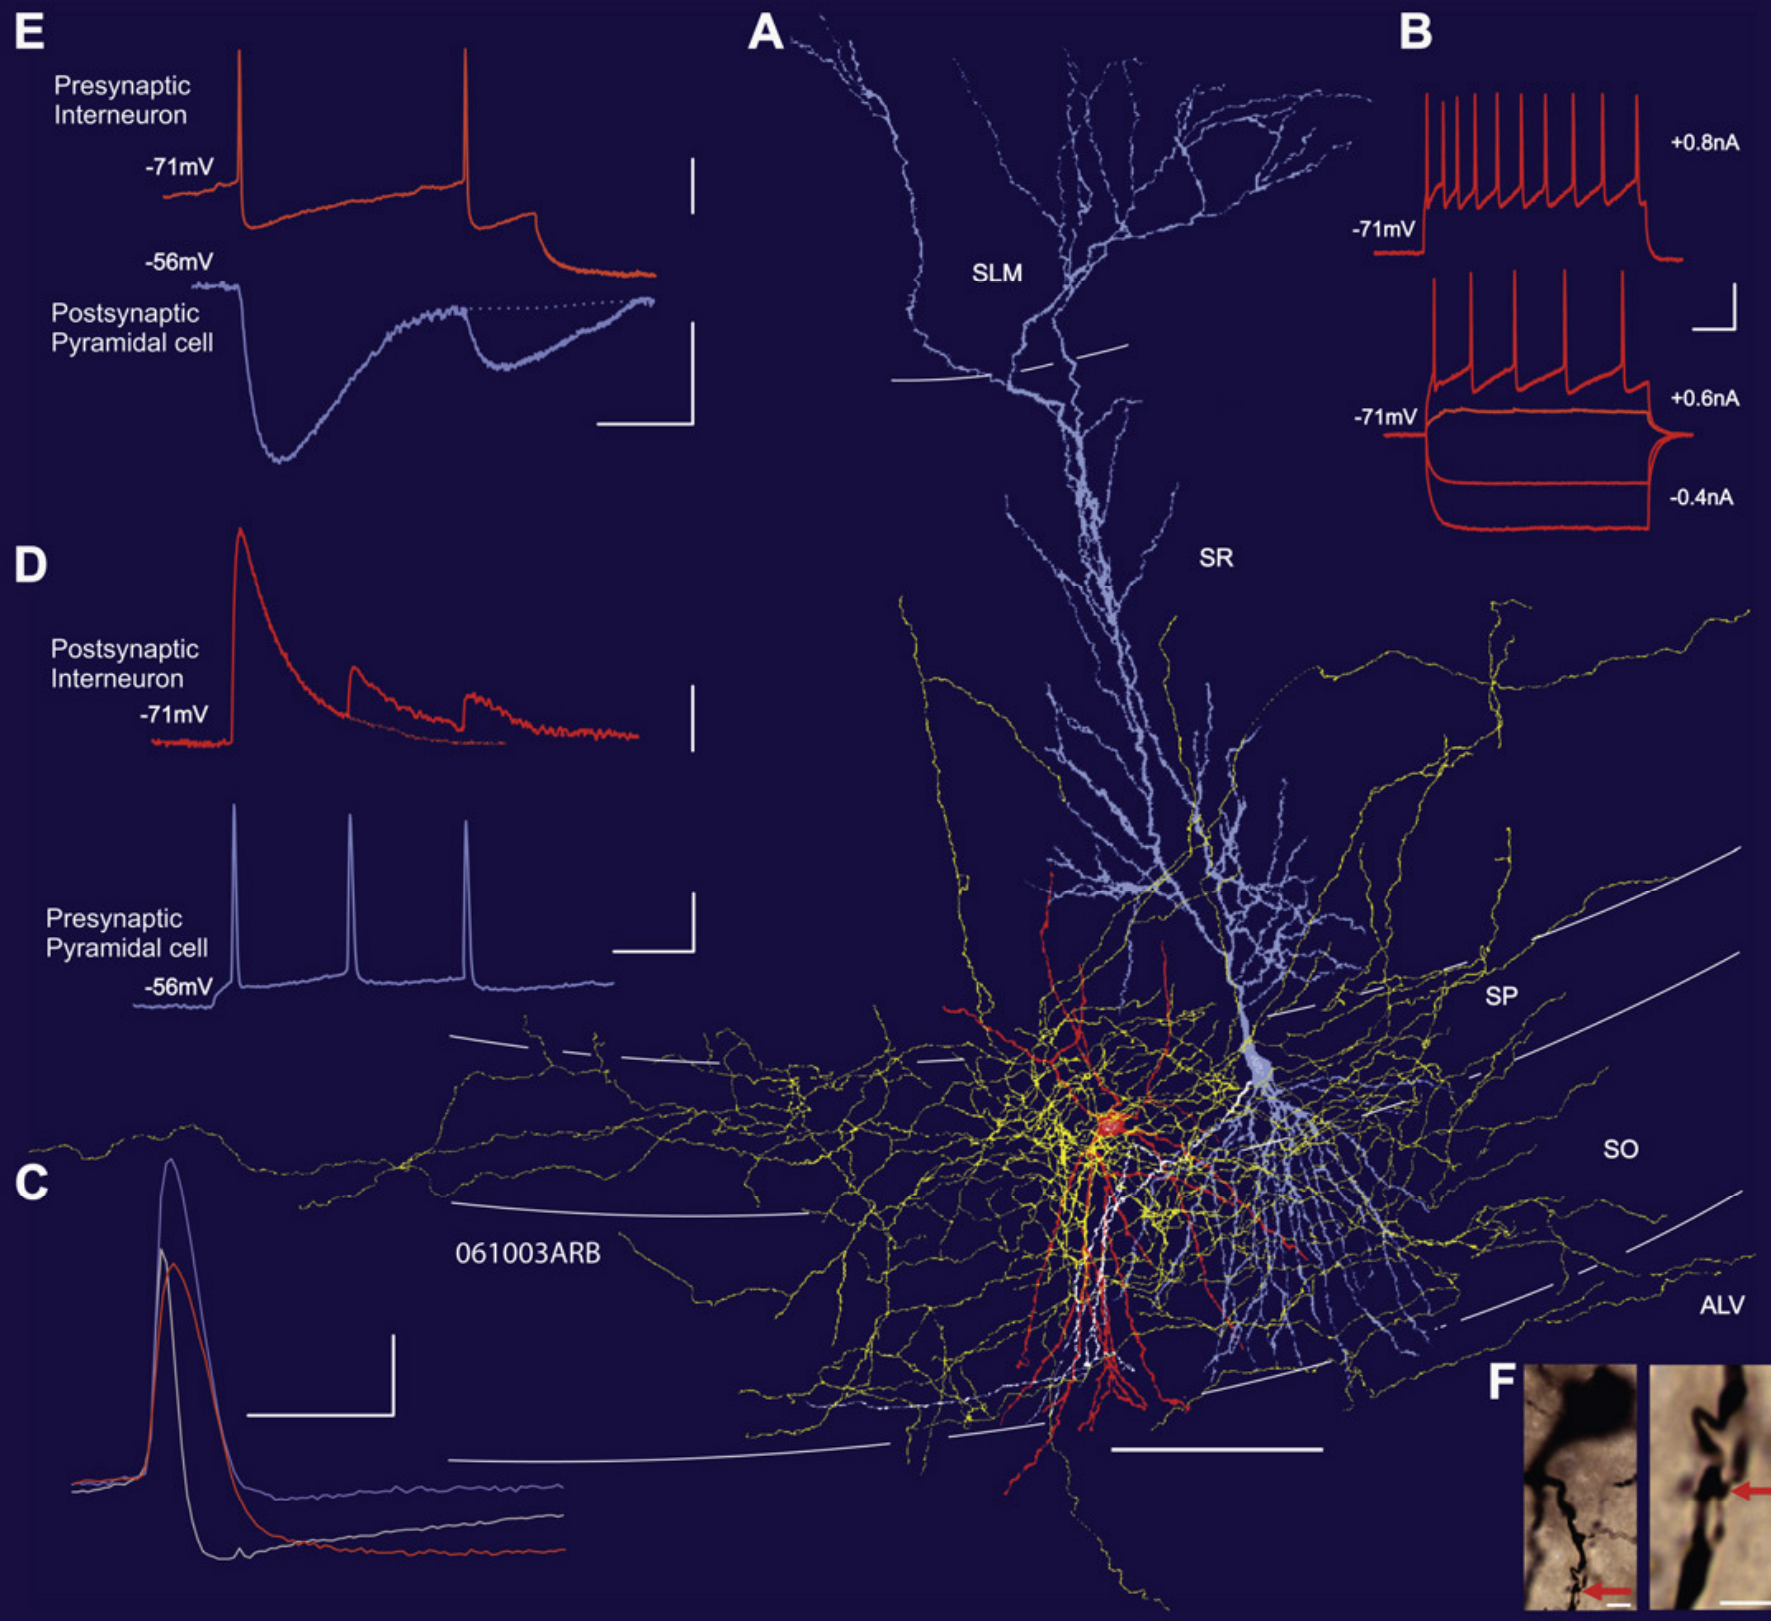 E
Presynaptic
Interneuron
-71mV
-56mV
Postsynaptic
Pyramidal cell
A
SLM
SR
SP
SO
ALV
B
+0.8nA
-71mV
+0.6nA
-71mV
-0.4nA
D
Postsynaptic
Interneuron
-71mV
Presynaptic
Pyramidal cell
-56mV
C
061003ARB
F